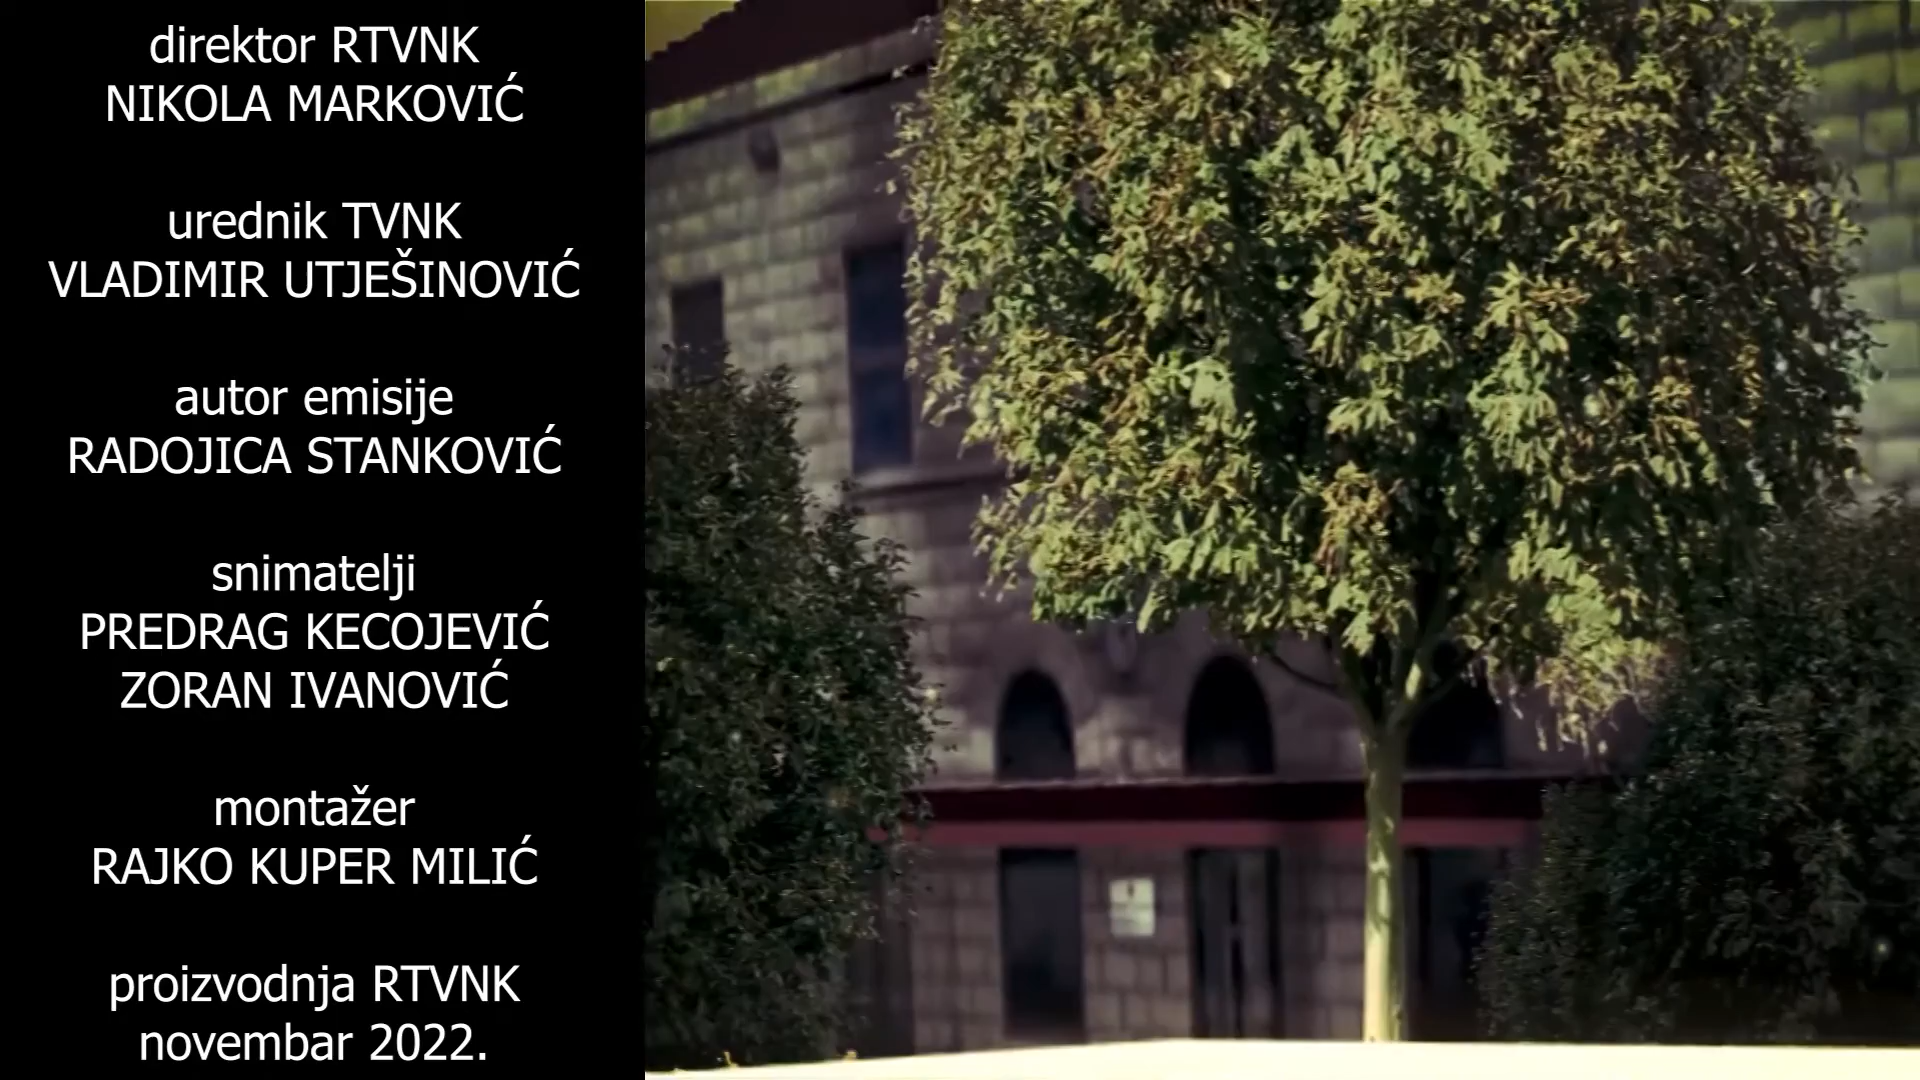 direktor RTVNK
NIKOLA MARKOVIĆ
urednik TVNK
VLADIMIR UTJEŠINOVIĆ
autor emisije
RADOJICA STANKOVIĆ
snimatelji
PREDRAG KECOJEVIĆ
ZORAN IVANOVIĆ
montažer
RAJKO KUPER MILIĆ
proizvodnja RTVNK
novembar 2022.